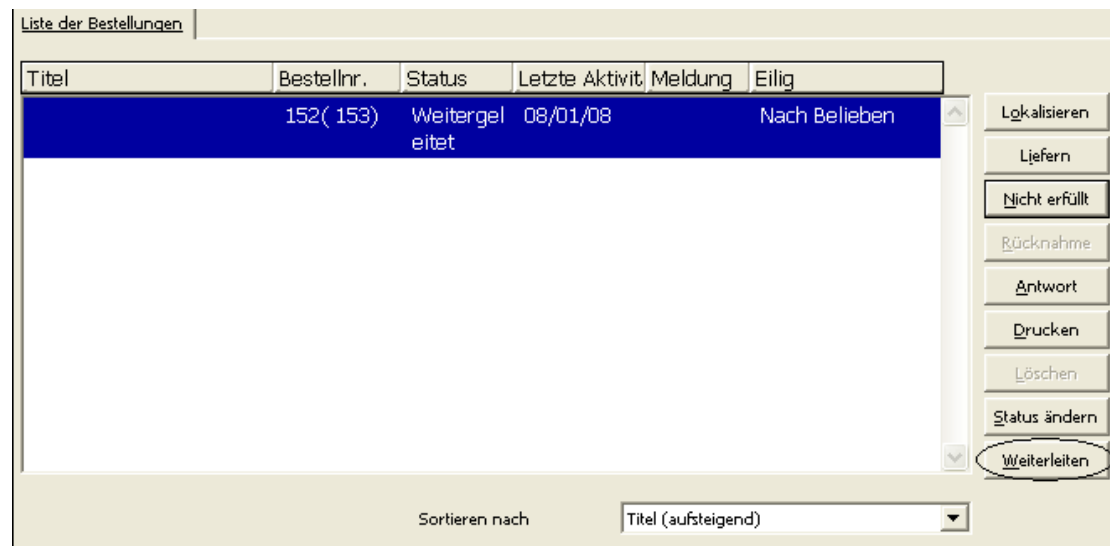 Liste der Bestellungen
Titel Bestellnr. Status Letzte Aktivit Meldung Eilig
152( 153) Weitergel 08/01/08 Nach Belieben
eitet
Lokalisieren
Liefern
Nicht erfüllt
Rücknahme
Antwort
Drucken
Löschen
Status ändern
Weiterleiten
Sortieren nach Titel (aufsteigend)